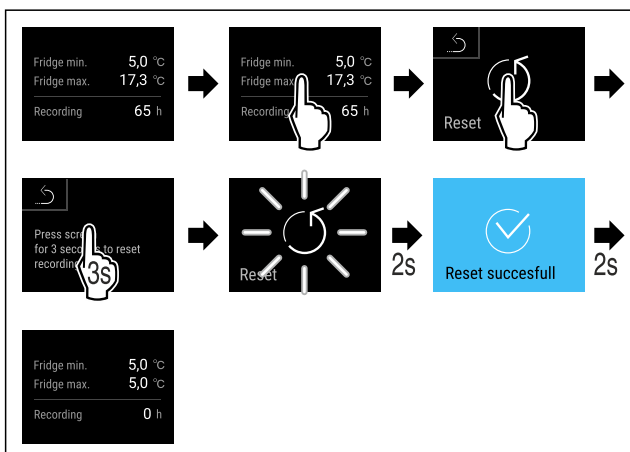 Fridge min. 5,0 °C
Fridge max. 17,3 °C
Recording 65 h
Fridge min. 5,0 °C
Fridge max 17,3 °C
Recording 65 h
Reset
Press scre
for 3 seco s to reset
recording
3s
Reset
2s
Reset succesfull
2s
Fridge min. 5,0 °C
Fridge max. 5,0 °C
Recording 0 h